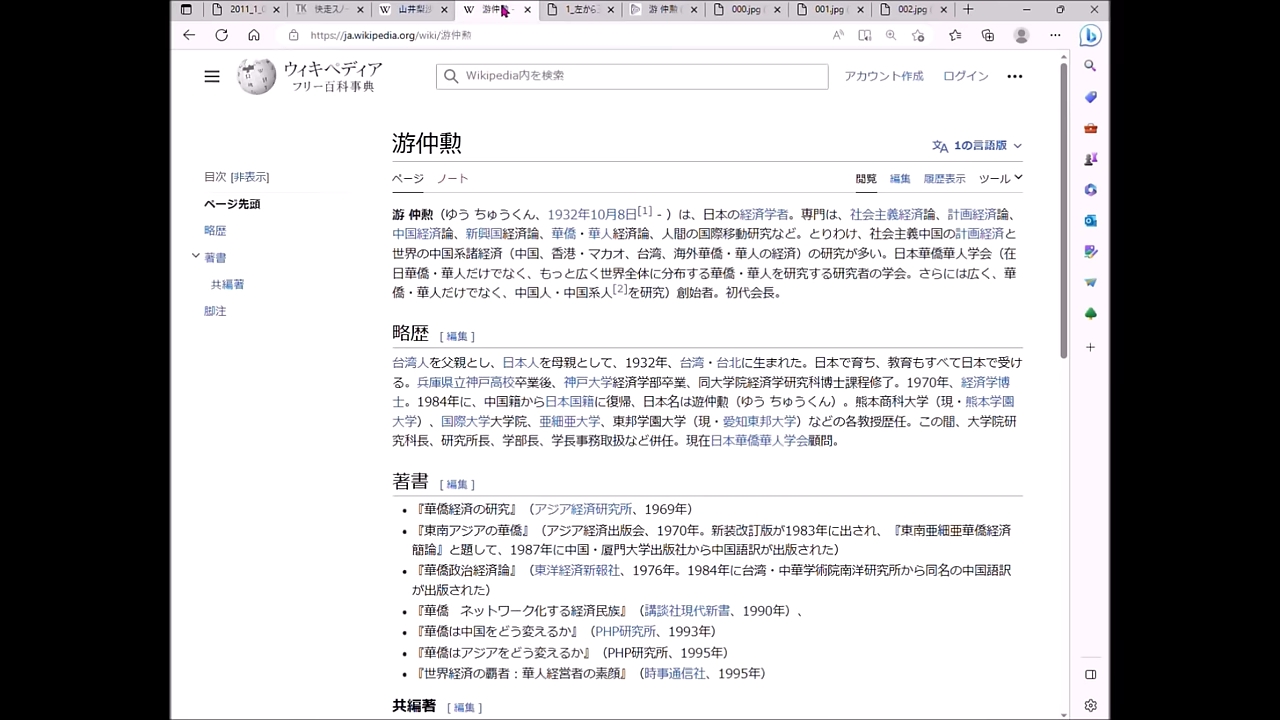 2011_1_0
TK 快走スノー
W 山井梨沙
W 游仲勲 -
1_左から
游 仲勲
000.jpg (
001.jpg (
002.jpg (
https://ja.wikipedia.org/wiki/游仲勲
ウィキペディア
フリー百科事典
Wikipedia内を検索
アカウント作成
ログイン
游仲勲
1の言語版
目次 [非表示]
ページ
ノート
閲覧
編集
履歴表示
ツール
ページ先頭
略歴
著書
共編著
脚注
游 仲勲（ゆう ちゅうくん、1932年10月8日[1] - ）は、日本の経済学者。専門は、社会主義経済論、計画経済論、
中国経済論、新興国経済論、華僑・華人経済論、人間の国際移動研究など。とりわけ、社会主義中国の計画経済と
世界の中国系諸経済（中国、香港・マカオ、台湾、海外華僑・華人の経済）の研究が多い。日本華僑華人学会（在
日華僑・華人だけでなく、もっと広く世界全体に分布する華僑・華人を研究する研究者の学会。さらには広く、華
僑・華人だけでなく、中国人・中国系人[2]を研究）創始者。初代会長。
略歴 [ 編集 ]
台湾人を父親とし、日本人を母親として、1932年、台湾・台北に生まれた。日本で育ち、教育もすべて日本で受け
る。兵庫県立神戸高校卒業後、神戸大学経済学部卒業、同大学院経済学研究科博士課程修了。1970年、経済学博
士。1984年に、中国籍から日本国籍に復帰、日本名は遊仲勲（ゆう ちゅうくん）。熊本商科大学（現・熊本学園
大学）、国際大学大学院、亜細亜大学、東邦学園大学（現・愛知東邦大学）などの各教授歴任。この間、大学院研
究科長、研究所長、学部長、学長事務取扱など併任。現在日本華僑華人学会顧問。
著書 [ 編集 ]
• 『華僑経済の研究』（アジア経済研究所、1969年）
• 『東南アジアの華僑』（アジア経済出版会、1970年。新装改訂版が1983年に出され、『東南亜細亜華僑経済
簡論』と題して、1987年に中国・厦門大学出版社から中国語訳が出版された）
• 『華僑政治経済論』（東洋経済新報社、1976年。1984年に台湾・中華学術院南洋研究所から同名の中国語訳
が出版された）
• 『華僑　ネットワーク化する経済民族』（講談社現代新書、1990年）、
• 『華僑は中国をどう変えるか』（PHP研究所、1993年）
• 『華僑はアジアをどう変えるか』（PHP研究所、1995年）
• 『世界経済の覇者：華人経営者の素顔』（時事通信社、1995年）
共編著 [ 編集 ]